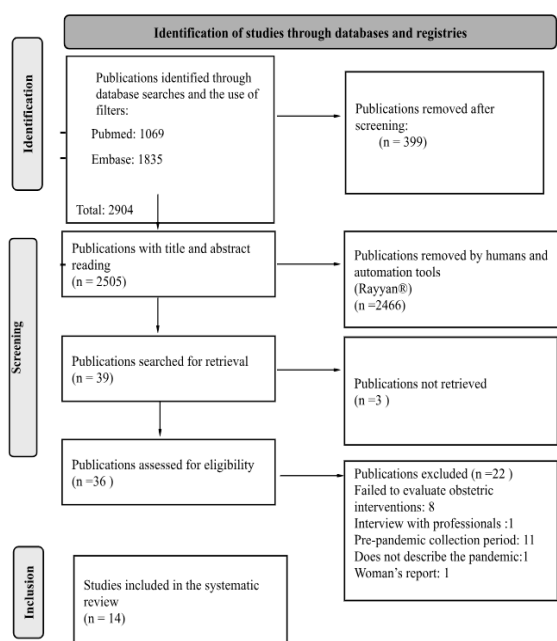 Identification of studies through databases and registries
Identification
Publications identified through
database searches and the use of
filters:
Pubmed: 1069
Embase: 1835
Total: 2904
Publications removed after
screening:
(n = 399)
Screening
Publications with title and abstract
reading
(n = 2505)
Publications removed by humans and
automation tools
(Rayyan®)
(n =2466)
Publications searched for retrieval
(n = 39)
Publications not retrieved
(n =3 )
Publications assessed for eligibility
(n =36 )
Publications excluded (n =22 )
Failed to evaluate obstetric
interventions: 8
Interview with professionals :1
Pre-pandemic collection period: 11
Does not describe the pandemic:1
Woman's report: 1
Inclusion
Studies included in the systematic
review
(n = 14)